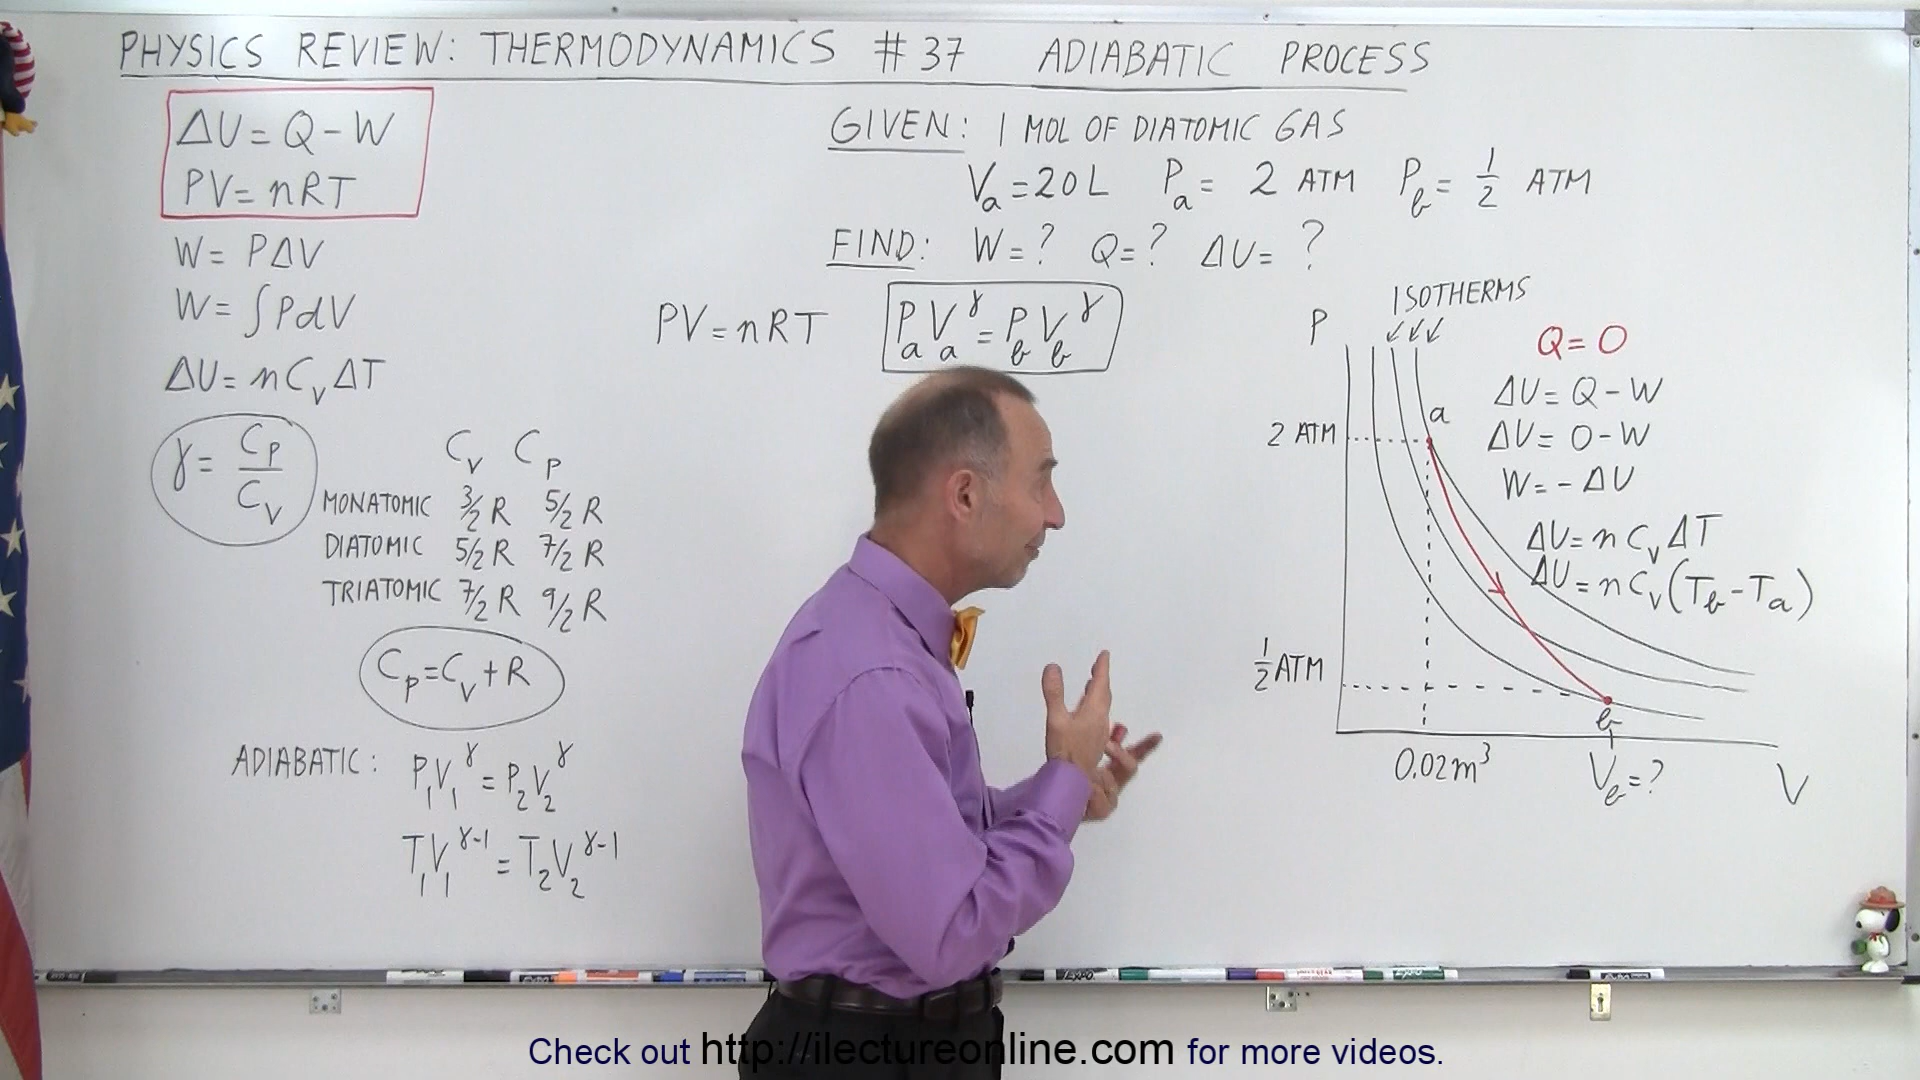 PHYSICS REVIEW: THERMODYNAMICS #37 ADIABATIC PROCESS
ΔU = Q - W
PV = nRT
W = PΔV
W = ∫PdV
ΔU = nC_vΔT
γ = C_P/C_V
C_V C_P
MONATOMIC 3/2 R 5/2 R
DIATOMIC 5/2 R 7/2 R
TRIATOMIC 7/2 R 9/2 R
C_P = C_V + R
ADIABATIC: P_1V_1^γ = P_2V_2^γ
T_1V_1^(γ-1) = T_2V_2^(γ-1)
GIVEN: 1 MOL OF DIATOMIC GAS
V_a = 20L P_a = 2 ATM P_b = 1/2 ATM
FIND: W = ? Q = ? ΔU = ?
PV = nRT P_aV_a^γ = P_bV_b^γ
ISOTHERMS
P
Q = 0
ΔU = Q - W
a
2 ATM
ΔU = 0 - W
W = - ΔU
ΔU = nC_vΔT
ΔU = nC_v(T_b - T_a)
1/2 ATM
b
0.02m³ V_b = ? V
EXPO
Check out http://ilectureonline.com for more videos.